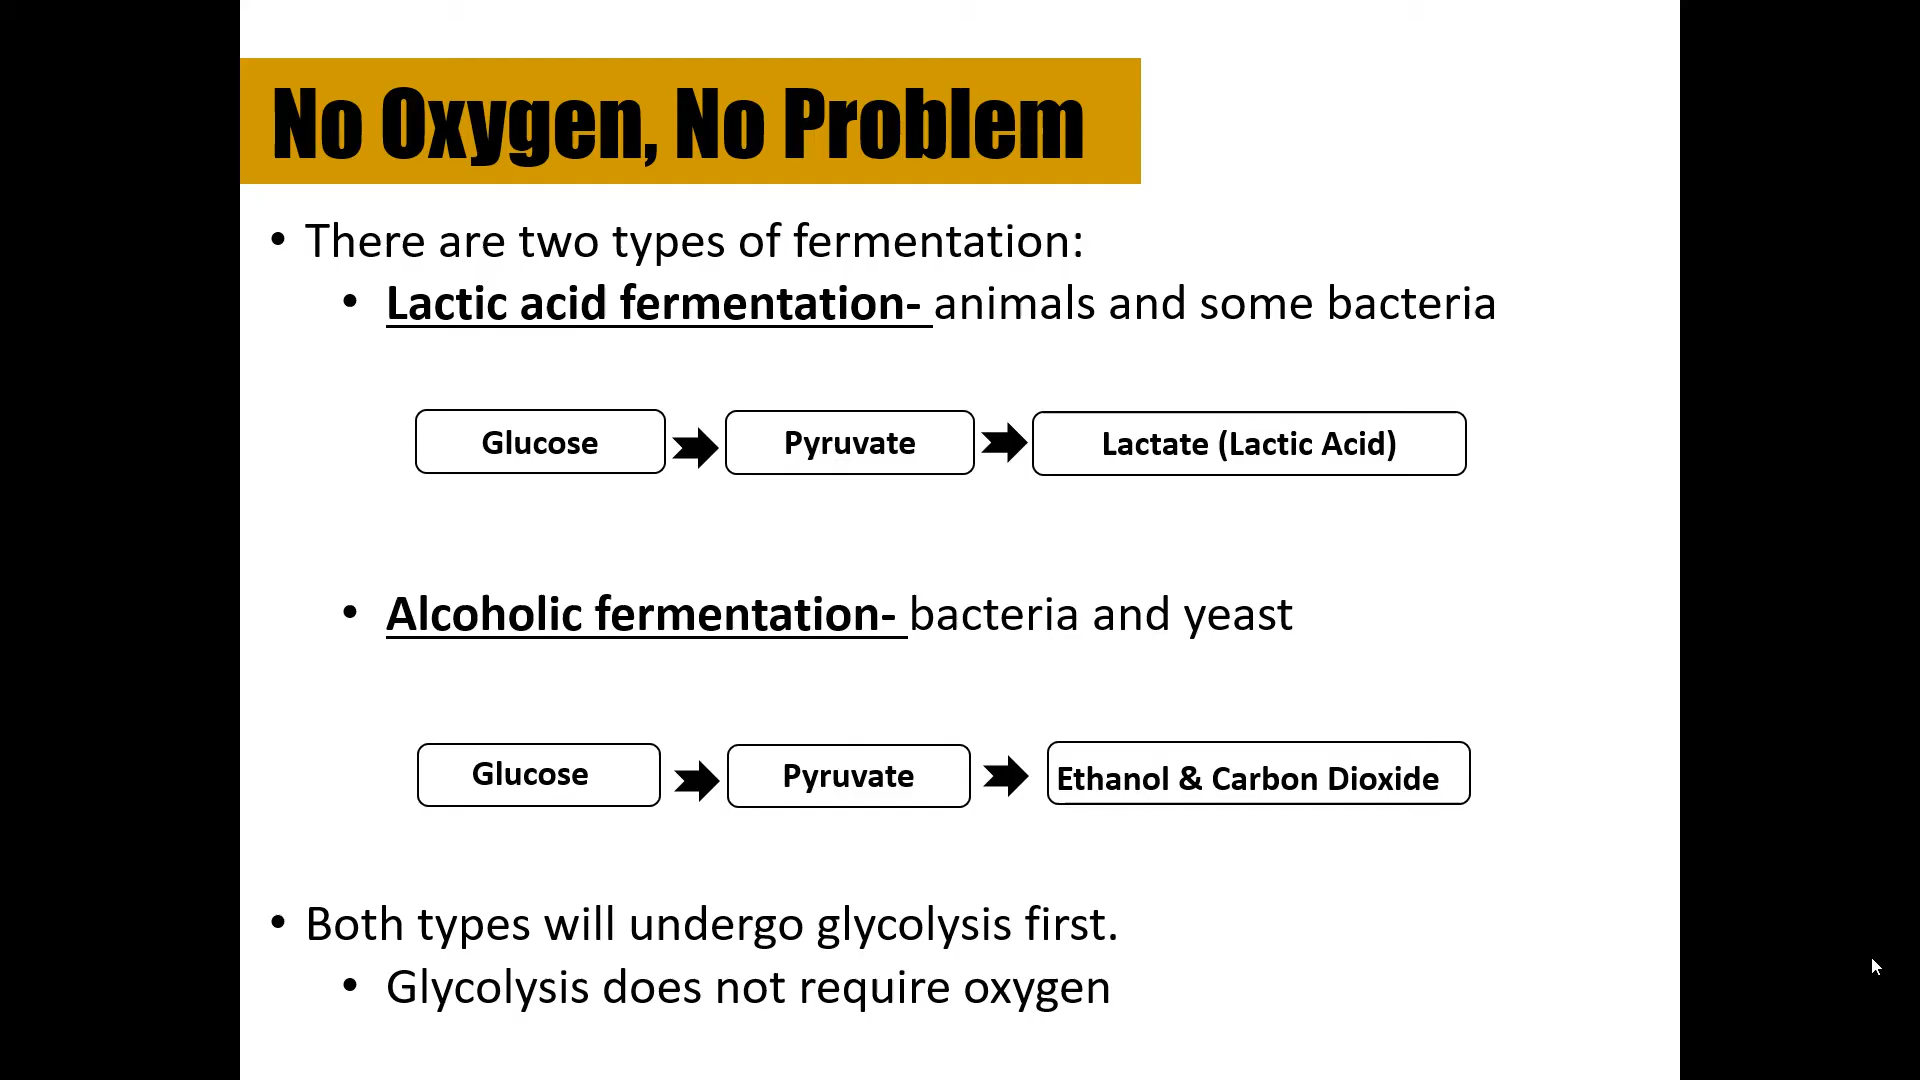 No Oxygen, No Problem
• There are two types of fermentation:
• Lactic acid fermentation- animals and some bacteria
Glucose Pyruvate Lactate (Lactic Acid)
• Alcoholic fermentation- bacteria and yeast
Glucose Pyruvate Ethanol & Carbon Dioxide
• Both types will undergo glycolysis first.
• Glycolysis does not require oxygen